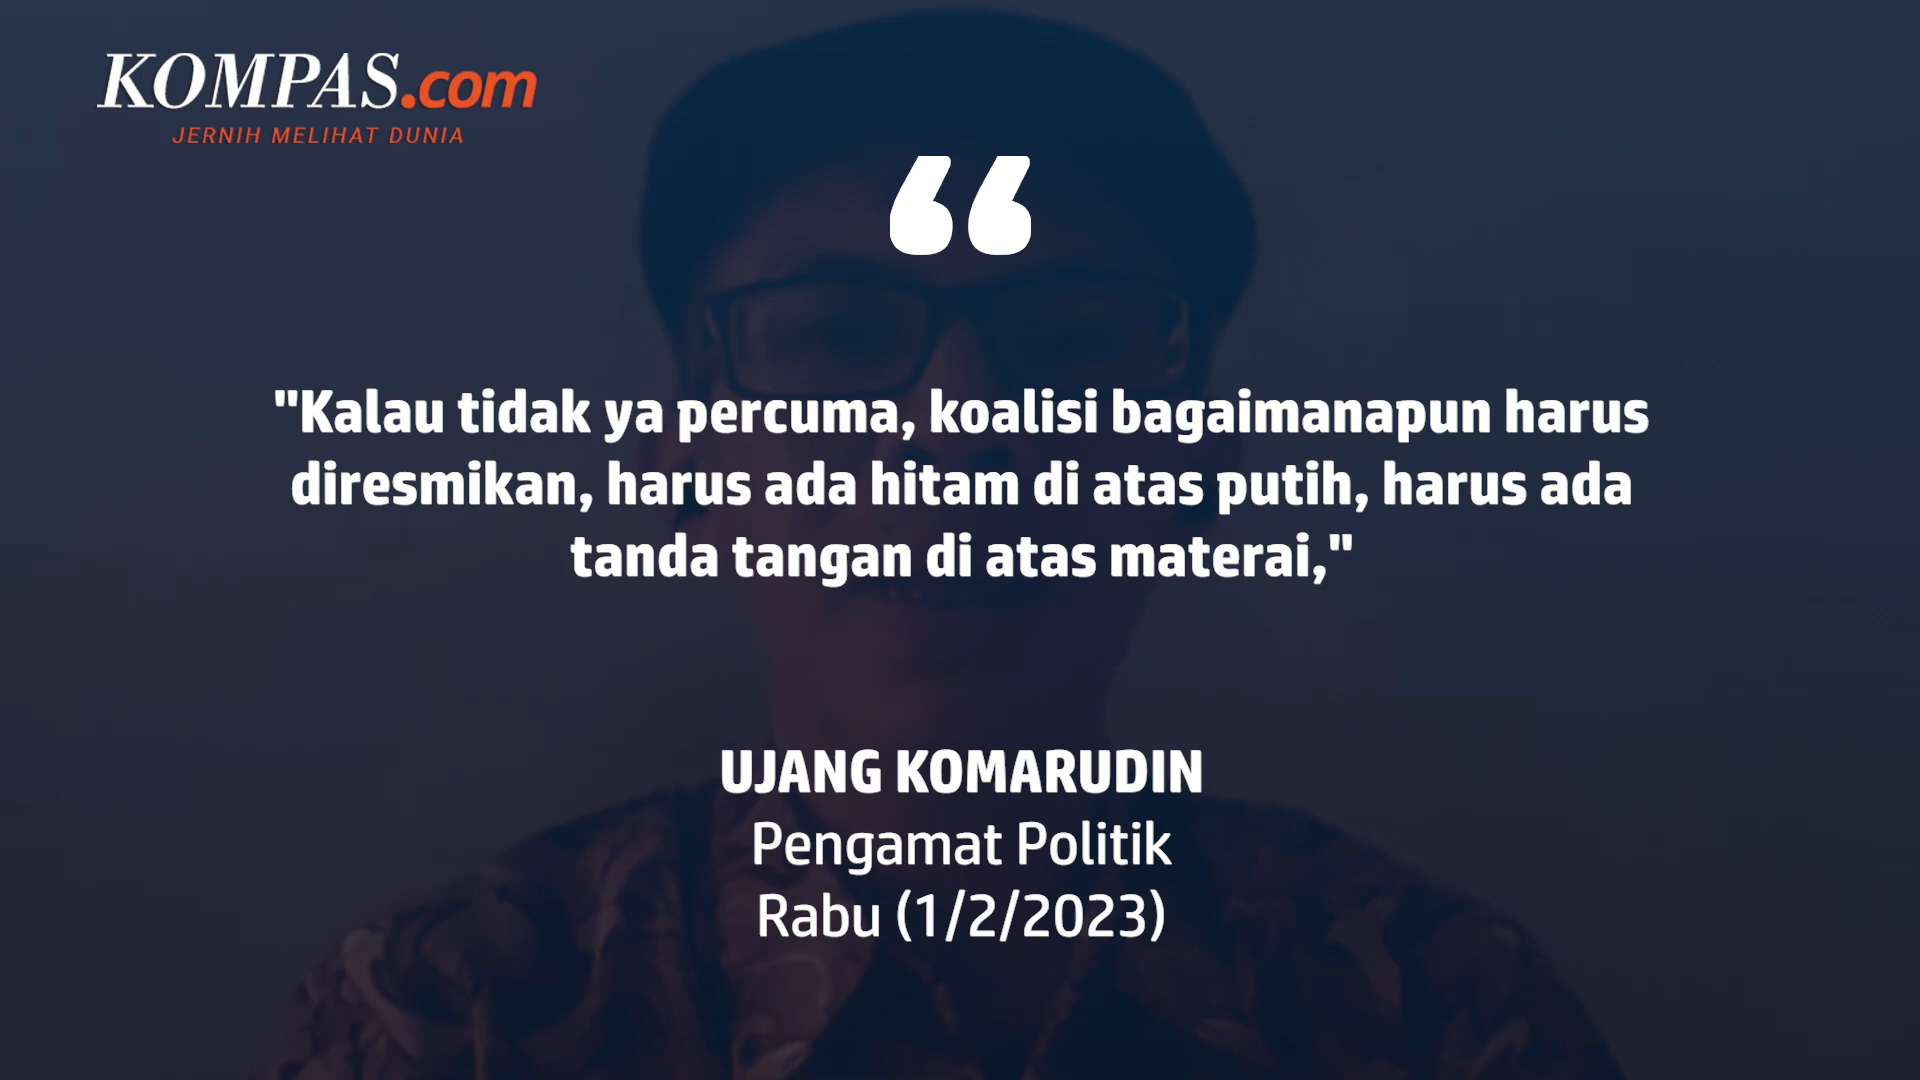 KOMPAS.com
JERNIH MELIHAT DUNIA
“
"Kalau tidak ya percuma, koalisi bagaimanapun harus
diresmikan, harus ada hitam di atas putih, harus ada
tanda tangan di atas materai,"
UJANG KOMARUDIN
Pengamat Politik
Rabu (1/2/2023)